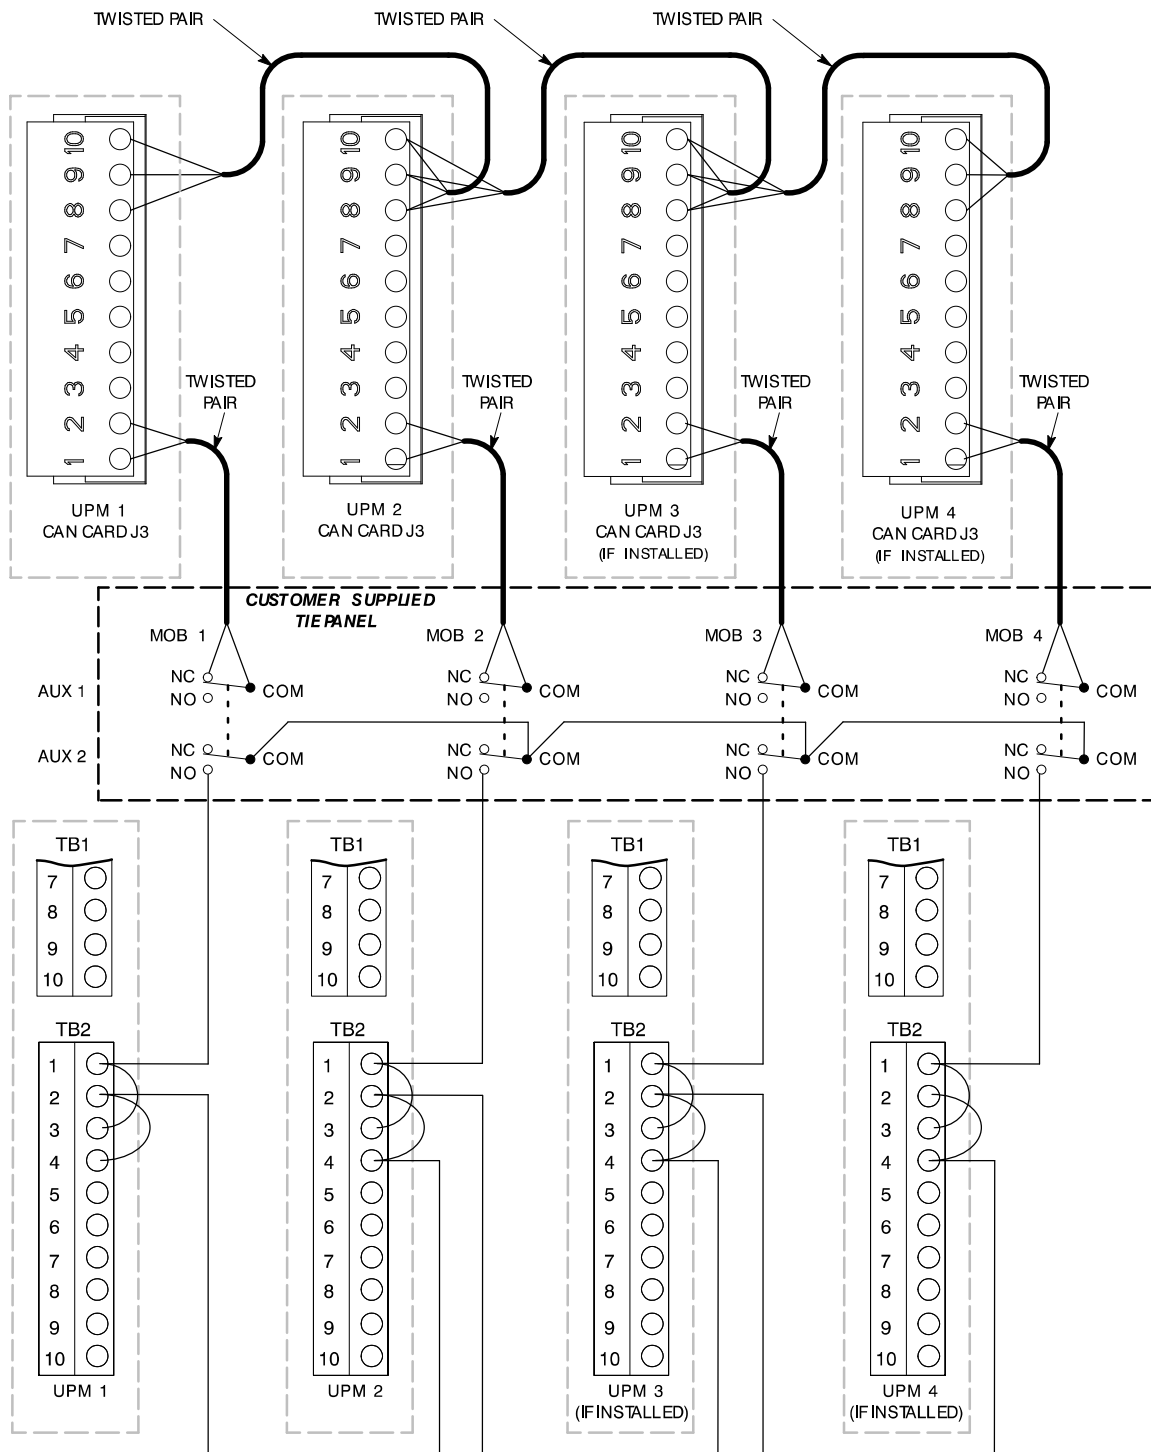 TWISTED PAIR TWISTED PAIR TWISTED PAIR
10 10 10 10
9 9 9 9
8 8 8 8
7 7 7 7
6 6 6 6
5 5 5 5
4 4 4 4
3 3 3 3
2 2 2 2
1 1 1 1
TWISTED PAIR
TWISTED PAIR
TWISTED PAIR
TWISTED PAIR
UPM 1
CAN CARD J3
UPM 2
CAN CARD J3
UPM 3
CAN CARD J3
(IF INSTALLED)
UPM 4
CAN CARD J3
(IF INSTALLED)
CUSTOMER SUPPLIED
TIE PANEL
MOB 1 MOB 2 MOB 3 MOB 4
AUX 1
NC NC NC NC
COM COM COM COM
NO NO NO NO
AUX 2
NC NC NC NC
COM COM COM COM
NO NO NO NO
TB1 TB1 TB1 TB1
7 7 7 7
8 8 8 8
9 9 9 9
10 10 10 10
TB2 TB2 TB2 TB2
1 1 1 1
2 2 2 2
3 3 3 3
4 4 4 4
5 5 5 5
6 6 6 6
7 7 7 7
8 8 8 8
9 9 9 9
10 10 10 10
UPM 1
UPM 2
UPM 3
(IF INSTALLED)
UPM 4
(IF INSTALLED)